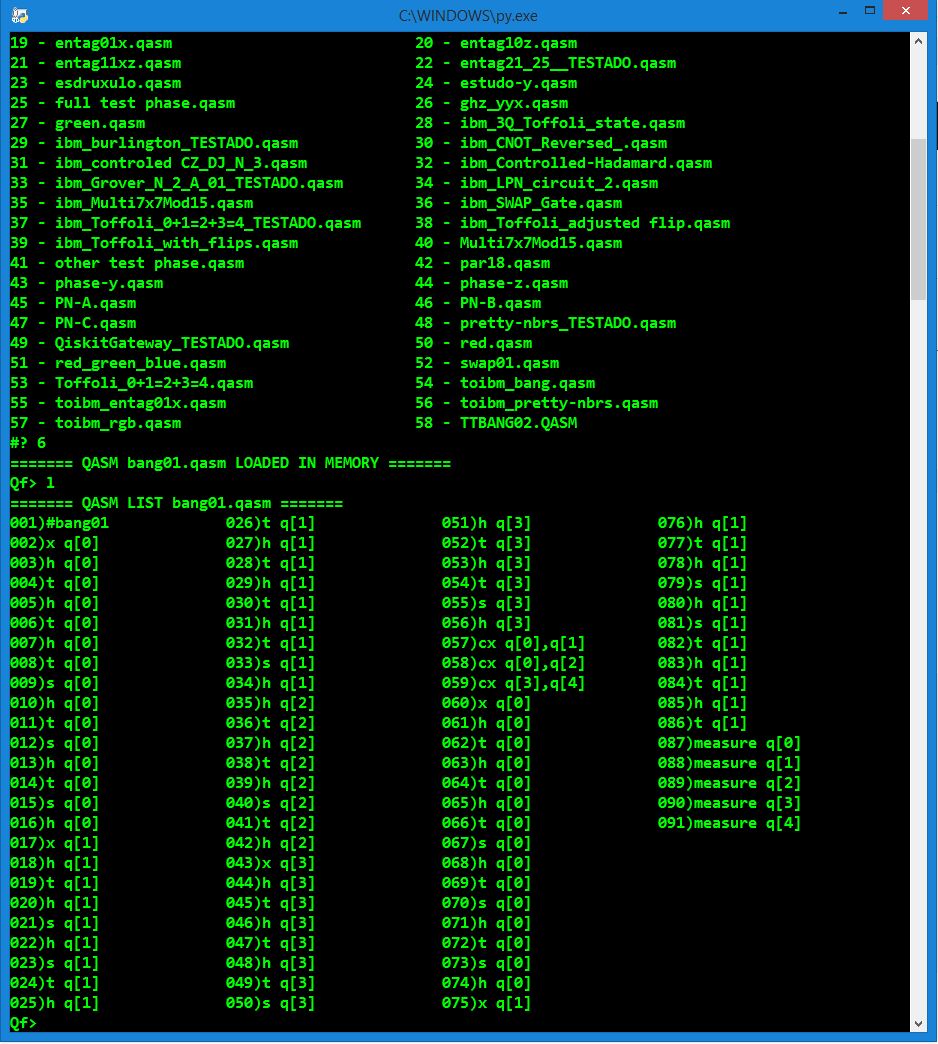 C:\WINDOWS\py.exe
19 - entag01x.qasm 20 - entag10z.qasm
21 - entag11xz.qasm 22 - entag21_25__TESTADO.qasm
23 - esdruxulo.qasm 24 - estudo-y.qasm
25 - full test phase.qasm 26 - ghz_yyx.qasm
27 - green.qasm 28 - ibm_3Q_Toffoli_state.qasm
29 - ibm_burlington_TESTADO.qasm 30 - ibm_CNOT_Reversed_.qasm
31 - ibm_controled CZ_DJ_N_3.qasm 32 - ibm_Controlled-Hadamard.qasm
33 - ibm_Grover_N_2_A_01_TESTADO.qasm 34 - ibm_LPN_circuit_2.qasm
35 - ibm_Multi7x7Mod15.qasm 36 - ibm_SWAP_Gate.qasm
37 - ibm_Toffoli_0+1=2+3=4_TESTADO.qasm 38 - ibm_Toffoli_adjusted flip.qasm
39 - ibm_Toffoli_with_flips.qasm 40 - Multi7x7Mod15.qasm
41 - other test phase.qasm 42 - par18.qasm
43 - phase-y.qasm 44 - phase-z.qasm
45 - PN-A.qasm 46 - PN-B.qasm
47 - PN-C.qasm 48 - pretty-nbrs_TESTADO.qasm
49 - QiskitGateway_TESTADO.qasm 50 - red.qasm
51 - red_green_blue.qasm 52 - swap01.qasm
53 - Toffoli_0+1=2+3=4.qasm 54 - toibm_bang.qasm
55 - toibm_entag01x.qasm 56 - toibm_pretty-nbrs.qasm
57 - toibm_rgb.qasm 58 - TTBANG02.QASM
#? 6
======= QASM bang01.qasm LOADED IN MEMORY =======
Qf> l
======= QASM LIST bang01.qasm =======
001)#bang01 026)t q[1] 051)h q[3] 076)h q[1]
002)x q[0] 027)h q[1] 052)t q[3] 077)t q[1]
003)h q[0] 028)t q[1] 053)h q[3] 078)h q[1]
004)t q[0] 029)h q[1] 054)t q[3] 079)s q[1]
005)h q[0] 030)t q[1] 055)s q[3] 080)h q[1]
006)t q[0] 031)h q[1] 056)h q[3] 081)s q[1]
007)h q[0] 032)t q[1] 057)cx q[0],q[1] 082)t q[1]
008)t q[0] 033)s q[1] 058)cx q[0],q[2] 083)h q[1]
009)s q[0] 034)h q[1] 059)cx q[3],q[4] 084)t q[1]
010)h q[0] 035)h q[2] 060)x q[0] 085)h q[1]
011)t q[0] 036)t q[2] 061)h q[0] 086)t q[1]
012)s q[0] 037)h q[2] 062)t q[0] 087)measure q[0]
013)h q[0] 038)t q[2] 063)h q[0] 088)measure q[1]
014)t q[0] 039)h q[2] 064)t q[0] 089)measure q[2]
015)s q[0] 040)s q[2] 065)h q[0] 090)measure q[3]
016)h q[0] 041)t q[2] 066)t q[0] 091)measure q[4]
017)x q[1] 042)h q[2] 067)s q[0]
018)h q[1] 043)x q[3] 068)h q[0]
019)t q[1] 044)h q[3] 069)t q[0]
020)h q[1] 045)t q[3] 070)s q[0]
021)s q[1] 046)h q[3] 071)h q[0]
022)h q[1] 047)t q[3] 072)t q[0]
023)s q[1] 048)h q[3] 073)s q[0]
024)t q[1] 049)t q[3] 074)h q[0]
025)h q[1] 050)s q[3] 075)x q[1]
Qf>